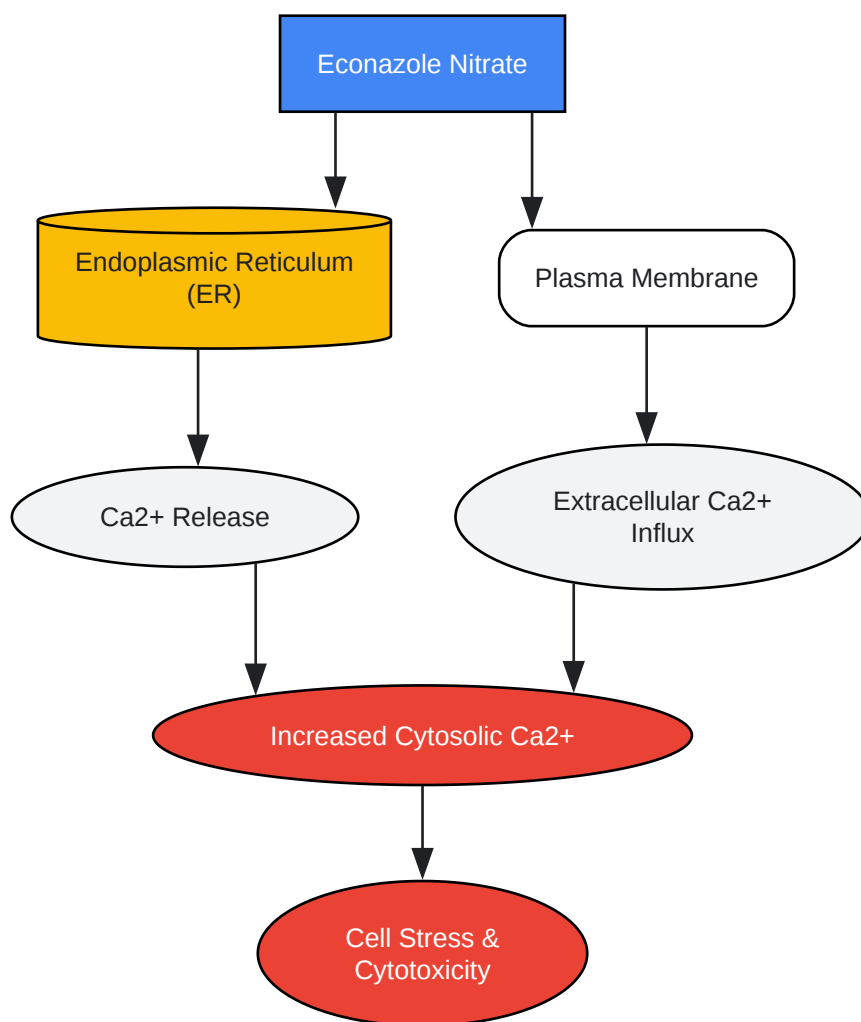 Econazole Nitrate
Endoplasmic Reticulum
(ER)
Plasma Membrane
Ca2+ Release
Extracellular Ca2+
Influx
Increased Cytosolic Ca2+
Cell Stress &
Cytotoxicity